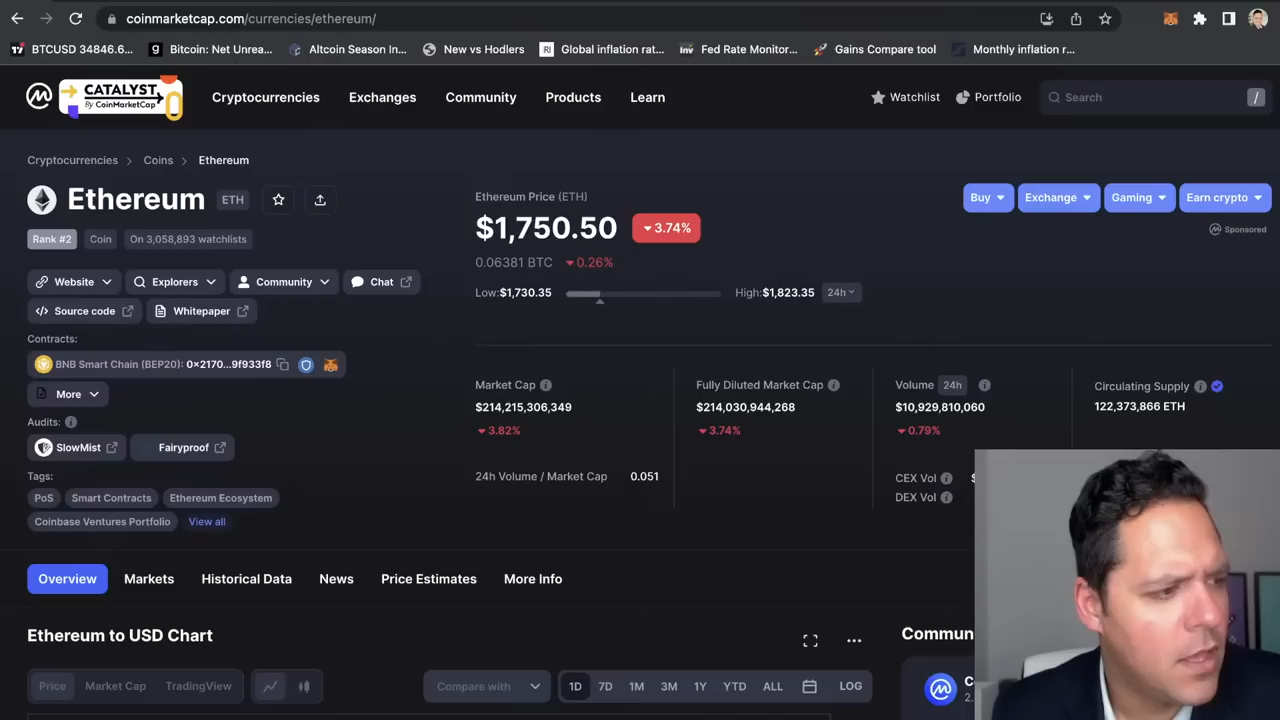 coinmarketcap.com/currencies/ethereum/
BTCUSD 34846.6... Bitcoin: Net Unrea... Altcoin Season In... New vs Hodlers RI Global inflation rat... Inv Fed Rate Monitor... Gains Compare tool Monthly inflation r...
CATALYST
By CoinMarketCap
Cryptocurrencies Exchanges Community Products Learn Watchlist Portfolio Search /
Cryptocurrencies > Coins > Ethereum
Ethereum ETH
Rank #2 Coin On 3,058,893 watchlists
Website Explorers Community Chat
Source code Whitepaper
Contracts:
BNB Smart Chain (BEP20): 0x2170...9f933f8
More
Audits:
SlowMist Fairyproof
Tags:
PoS Smart Contracts Ethereum Ecosystem
Coinbase Ventures Portfolio View all
Ethereum Price (ETH)
$1,750.50 3.74%
0.06381 BTC 0.26%
Low:$1,730.35 High:$1,823.35 24h
Buy Exchange Gaming Earn crypto
Sponsored
Market Cap
$214,215,306,349
3.82%
24h Volume / Market Cap 0.051
Fully Diluted Market Cap
$214,030,944,268
3.74%
Volume 24h
$10,929,810,060
0.79%
CEX Vol $
DEX Vol
Circulating Supply
122,373,866 ETH
Overview Markets Historical Data News Price Estimates More Info
Ethereum to USD Chart
Price Market Cap TradingView Compare with 1D 7D 1M 3M 1Y YTD ALL LOG
Commun
C
2.